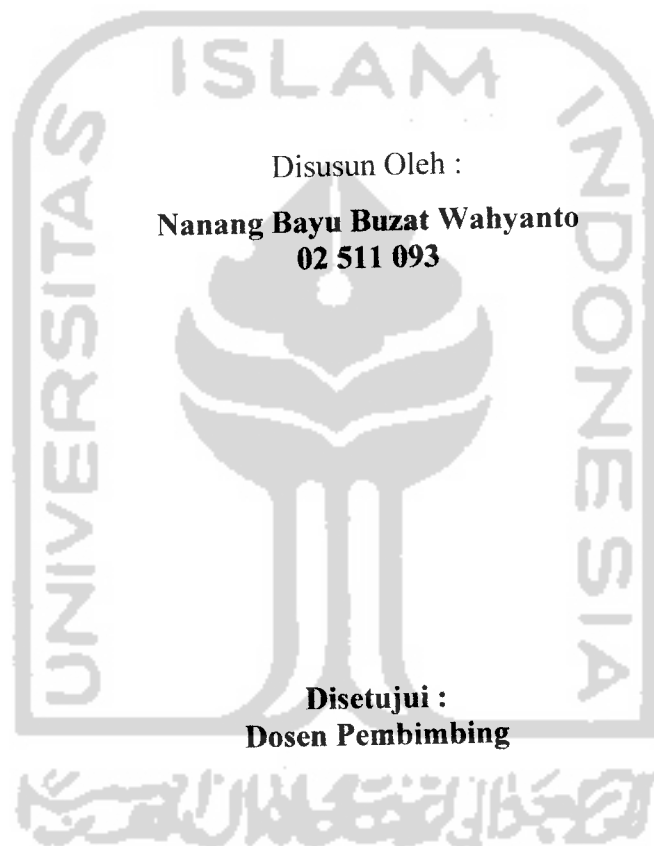 ISLAM
UNIVERSITAS
INDONESIA
Disusun Oleh :
Nanang Bayu Buzat Wahyanto
02 511 093
Disetujui :
Dosen Pembimbing